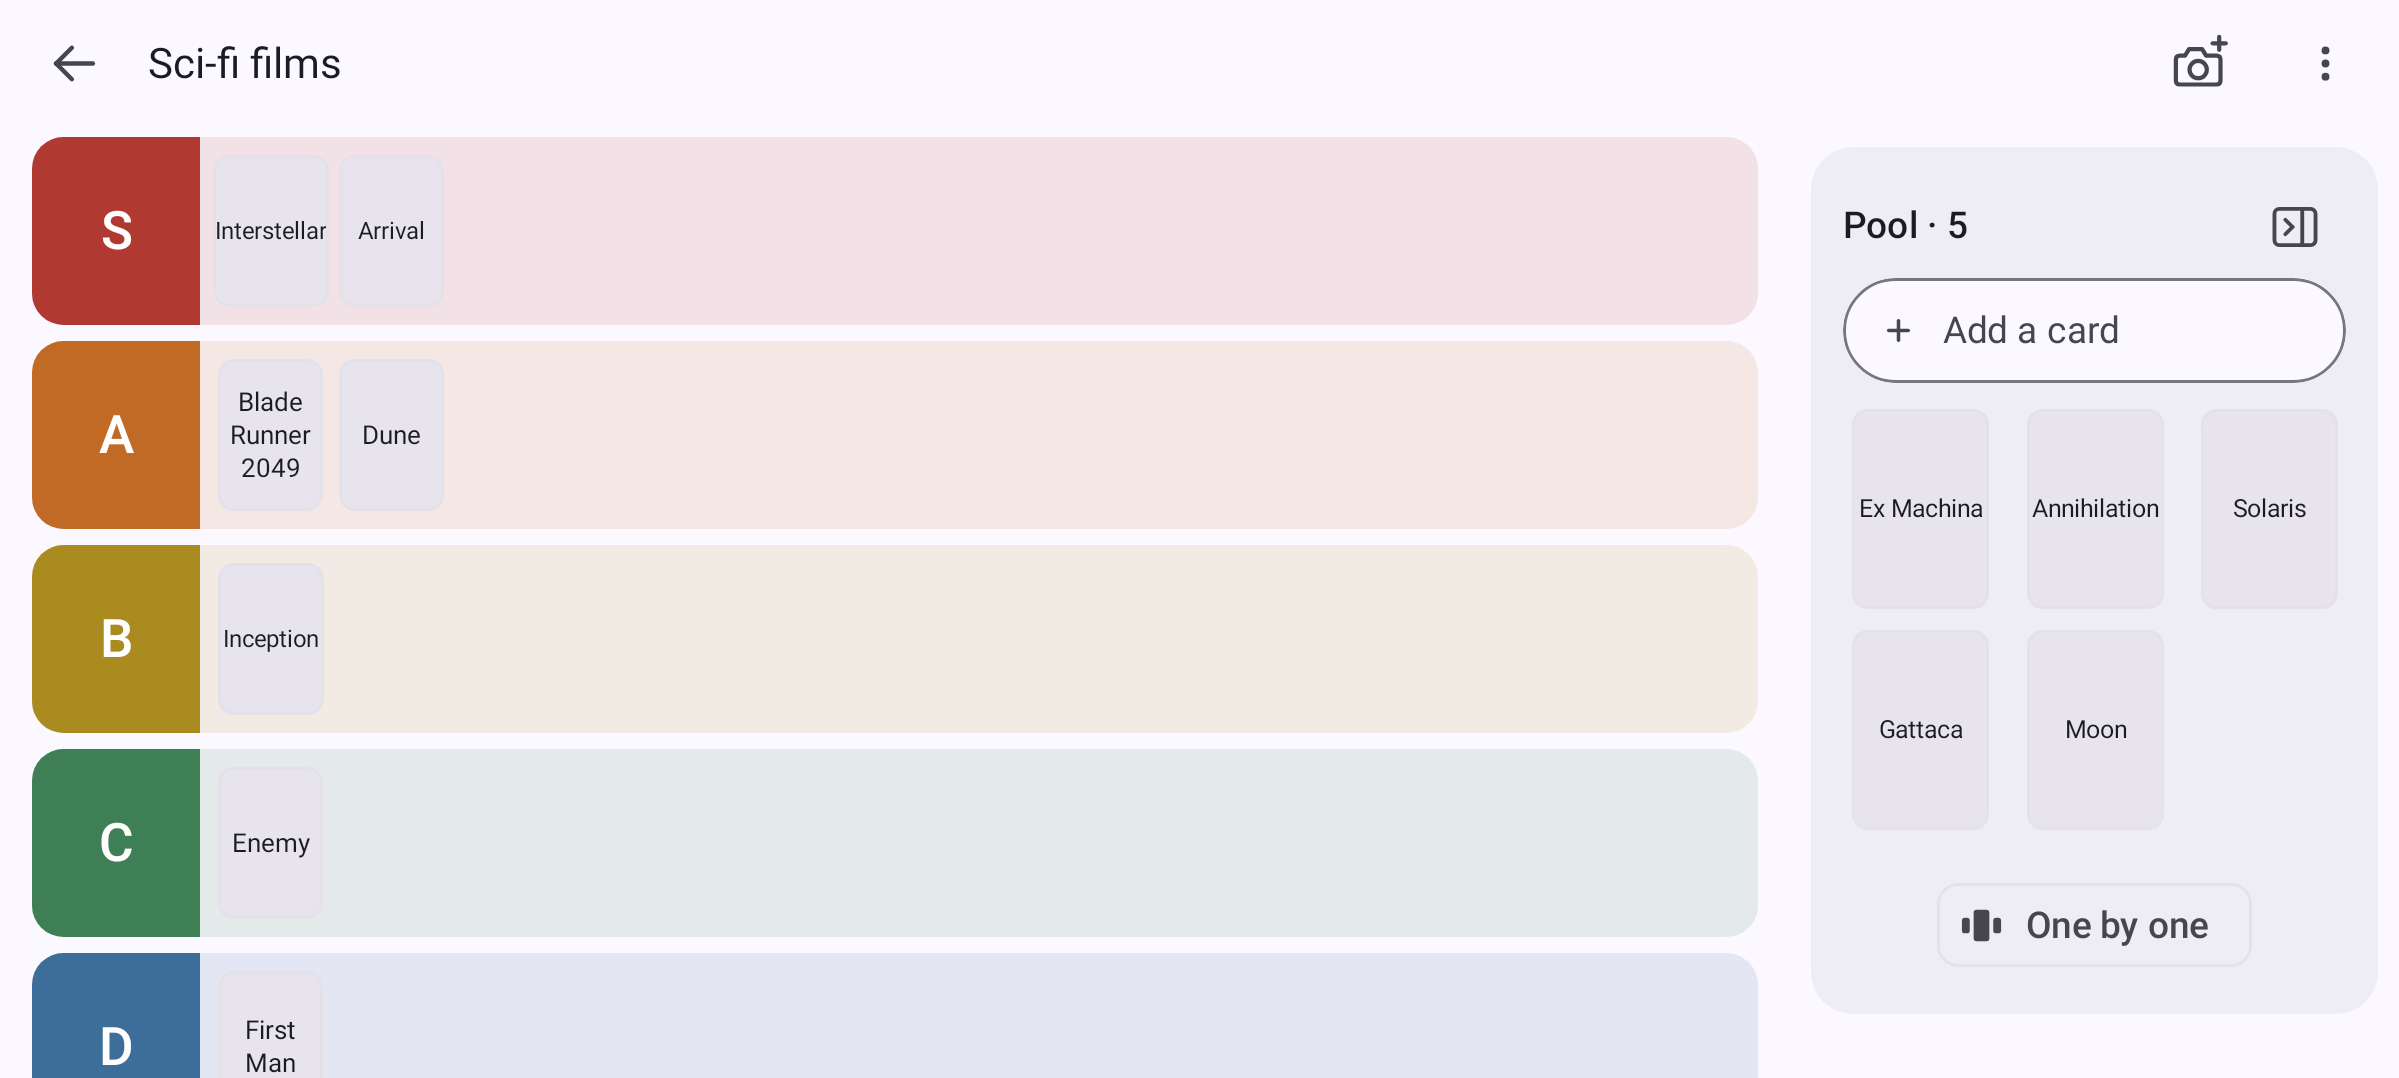 Sci-fi films
S
Interstellar
Arrival
A
Blade
Runner
2049
Dune
B
Inception
C
Enemy
D
First
Man
Pool · 5
+ Add a card
Ex Machina
Annihilation
Solaris
Gattaca
Moon
One by one